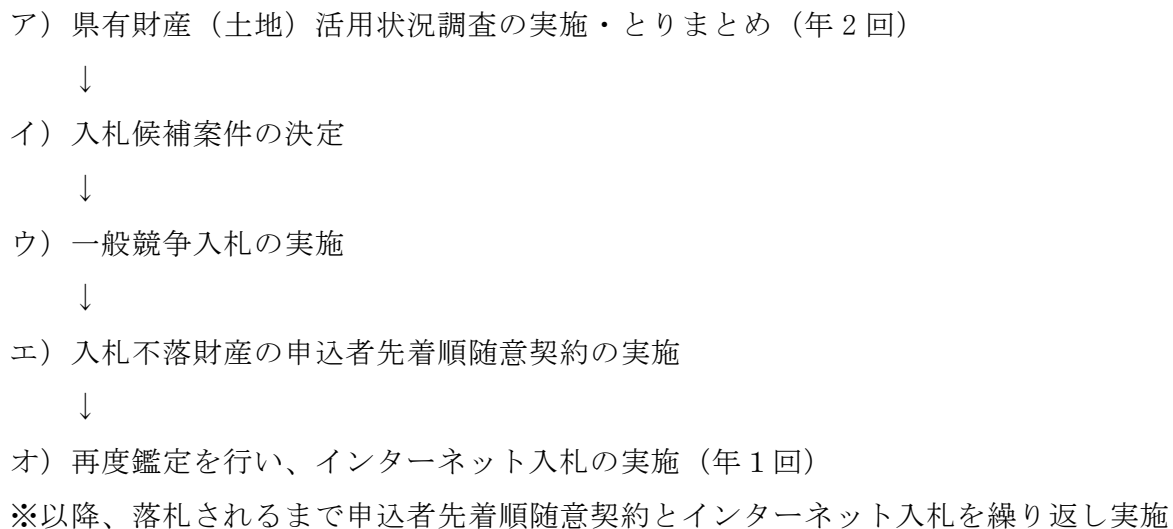 ア）県有財産（土地）活用状況調査の実施・とりまとめ（年２回）
↓
イ）入札候補案件の決定
↓
ウ）一般競争入札の実施
↓
エ）入札不落財産の申込者先着順随意契約の実施
↓
オ）再度鑑定を行い、インターネット入札の実施（年１回）
※以降、落札されるまで申込者先着順随意契約とインターネット入札を繰り返し実施